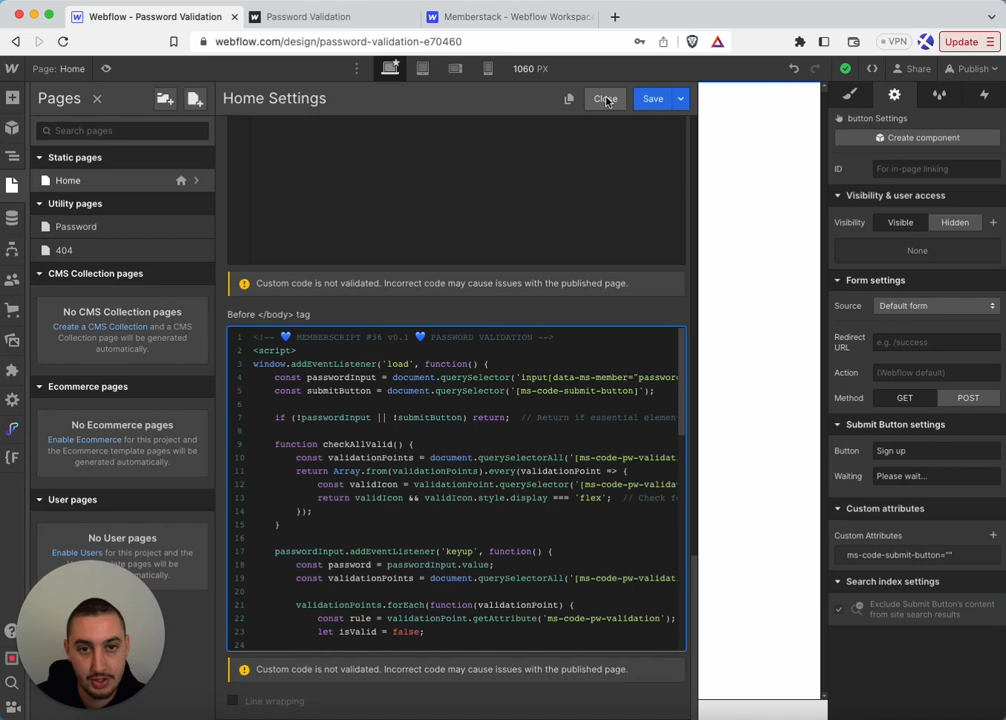 Webflow - Password Validation
Password Validation
Memberstack - Webflow Workspac
webflow.com/design/password-validation-e70460
VPN
Update
Page: Home
1060 PX
Share
Publish
Pages
Search pages
Static pages
Home
Utility pages
Password
404
CMS Collection pages
No CMS Collection pages
Create a CMS Collection and a CMS
Collection page will be generated
automatically.
Ecommerce pages
No Ecommerce pages
Enable Ecommerce for this project and
the Ecommerce template pages will be
generated automatically.
User pages
No User pages
Enable Users for this project and the
Home Settings
Close
Save
Custom code is not validated. Incorrect code may cause issues with the published page.
Before </body> tag
1 <!-- 💙 MEMBERSCRIPT #36 v0.1 💙 PASSWORD VALIDATION -->
2 <script>
3 window.addEventListener('load', function() {
4 const passwordInput = document.querySelector('input[data-ms-member="passwor
5 const submitButton = document.querySelector('[ms-code-submit-button]');
6
7 if (!passwordInput || !submitButton) return; // Return if essential elemen
8
9 function checkAllValid() {
10 const validationPoints = document.querySelectorAll('[ms-code-pw-validati
11 return Array.from(validationPoints).every(validationPoint => {
12 const validIcon = validationPoint.querySelector('[ms-code-pw-valida
13 return validIcon && validIcon.style.display === 'flex'; // Check fo
14 });
15 }
16
17 passwordInput.addEventListener('keyup', function() {
18 const password = passwordInput.value;
19 const validationPoints = document.querySelectorAll('[ms-code-pw-validat
20
21 validationPoints.forEach(function(validationPoint) {
22 const rule = validationPoint.getAttribute('ms-code-pw-validation');
23 let isValid = false;
24
Custom code is not validated. Incorrect code may cause issues with the published page.
Line wrapping
button Settings
Create component
ID
For in-page linking
Visibility & user access
Visibility
Visible
Hidden
None
Form settings
Source
Default form
Redirect
URL
e.g. /success
Action
(Webflow default)
Method
GET
POST
Submit Button settings
Button
Sign up
Waiting
Please wait...
Custom attributes
Custom Attributes
ms-code-submit-button=""
Search index settings
Exclude Submit Button's content
from site search results